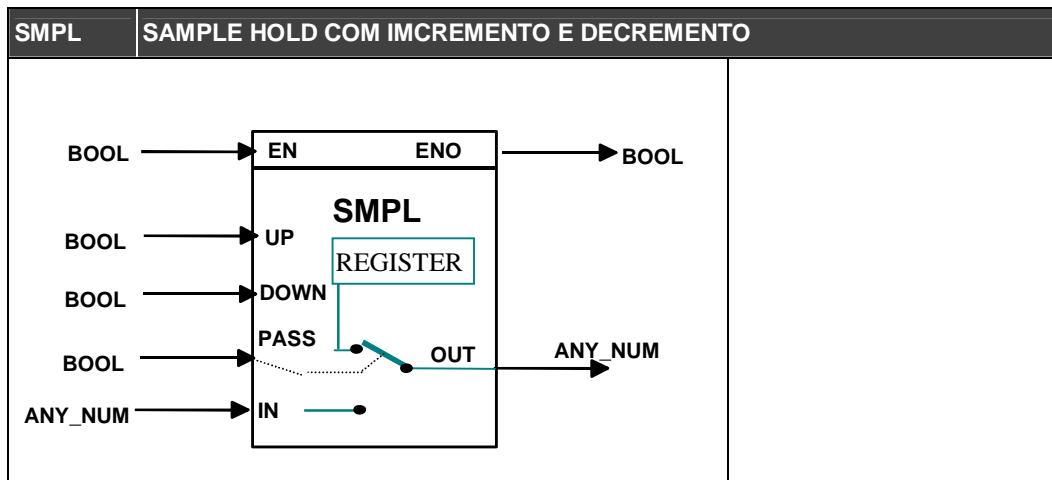 SMPL SAMPLE HOLD COM IMCREMENTO E DECREMENTO
BOOL EN ENO BOOL
SMPL
BOOL UP
REGISTER
BOOL DOWN
PASS
BOOL OUT ANY_NUM
ANY_NUM IN